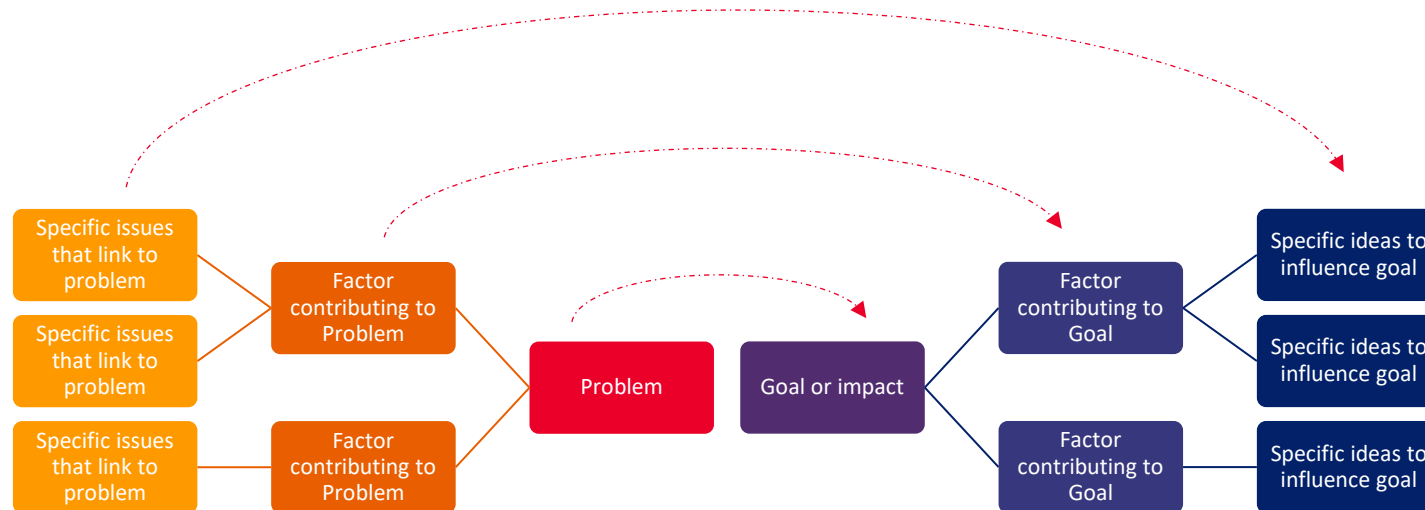 Specific issues
that link to
problem
Specific issues
that link to
problem
Specific issues
that link to
problem
Factor
contributing to
Problem
Factor
contributing to
Problem
Problem
Goal or impact
Factor
contributing to
Goal
Factor
contributing to
Goal
Specific ideas to
influence goal
Specific ideas to
influence goal
Specific ideas to
influence goal